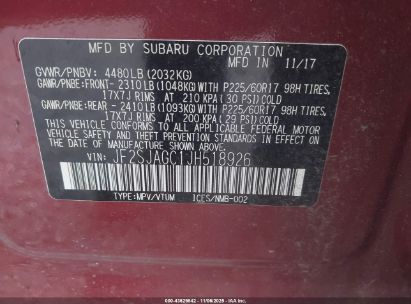 MFD. BY SUBARU CORPORATION
GVWR/PNBV: 4480LB(2032KG) MFD. IN 11/17
GAWR/PNBE:FRONT-2310LB(1048KG)WITH P225/60R17 98H TIRES,
17X7J RIMS AT 210 KPA(30 PSI)COLD
GAWR/PNBE:REAR -2410LB(1093KG)WITH P225/60R17 98H TIRES,
17X7J RIMS AT 200 KPA(29 PSI)COLD
THIS VEHICLE CONFORMS TO ALL APPLICABLE
FEDERAL MOTOR VEHICLE SAFETY, BUMPER, AND
THEFT PREVENTION STANDARDS IN EFFECT ON
THE DATE OF MANUFACTURE SHOWN ABOVE.
VIN: JF2SJAGC1JH518926
TYPE:MPV/VTUM ICES/NMB-002